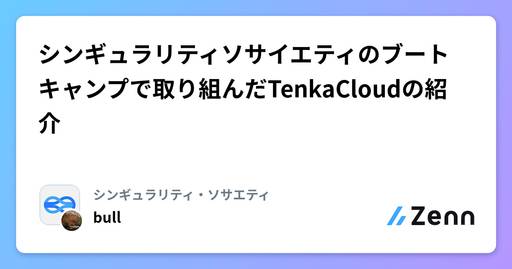 シンギュラリティソサイエティのブート
キャンプで取り組んだTenkaCloudの紹
介
シンギュラリティ・ソサエティ
bull
Zenn